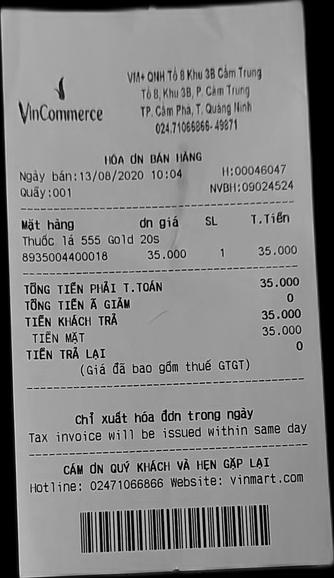 VinCommerce
VM+ QNH Tổ 8 Khu 3B Cẩm Trung
Tổ 8, Khu 3B, P. Cẩm Trung
TP. Cẩm Phả, T. Quảng Ninh
024.71066866-49871
HÓA ĐN BÁN HÀNG
Ngày bán:13/08/2020 10:04 H:00046047
Quầy:001 NVBH:09024524
Mặt hàng đn giá SL T.Tiền
Thuốc lá 555 Gold 20s
8935004400018 35.000 1 35.000
TỔNG TIỀN PHẢI T.TOÁN 35.000
TỔNG TIỀN Ã GIẢM 0
TIỀN KHÁCH TRẢ 35.000
TIỀN MẶT 35.000
TIỀN TRẢ LẠI 0
(Giá đã bao gồm thuế GTGT)
Chỉ xuất hóa đơn trong ngày
Tax invoice will be issued within same day
CÁM ƠN QUÝ KHÁCH VÀ HẸN GẶP LẠI
Hotline: 02471066866 Website: vinmart.com